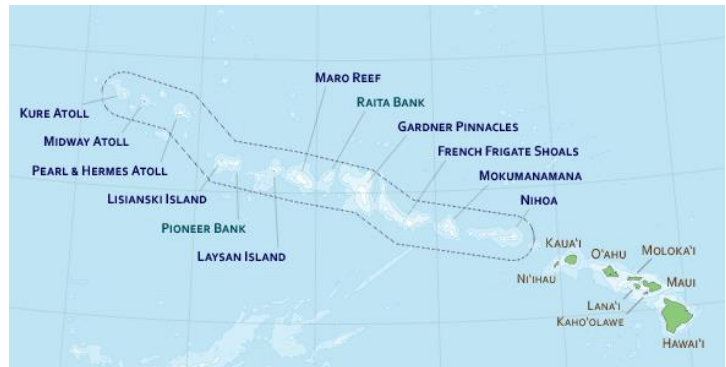 MARO REEF
RAITA BANK
KURE ATOLL
GARDNER PINNACLES
MIDWAY ATOLL
FRENCH FRIGATE SHOALS
PEARL & HERMES ATOLL
MOKUMANAMANA
LISIANSKI ISLAND
NIHOA
PIONEER BANK
LAYSAN ISLAND
KAUA'I
O'AHU
MOLOKA'I
NI'IHAU
MAUI
LANA'I
KAHO'OLAWE
HAWAI'I